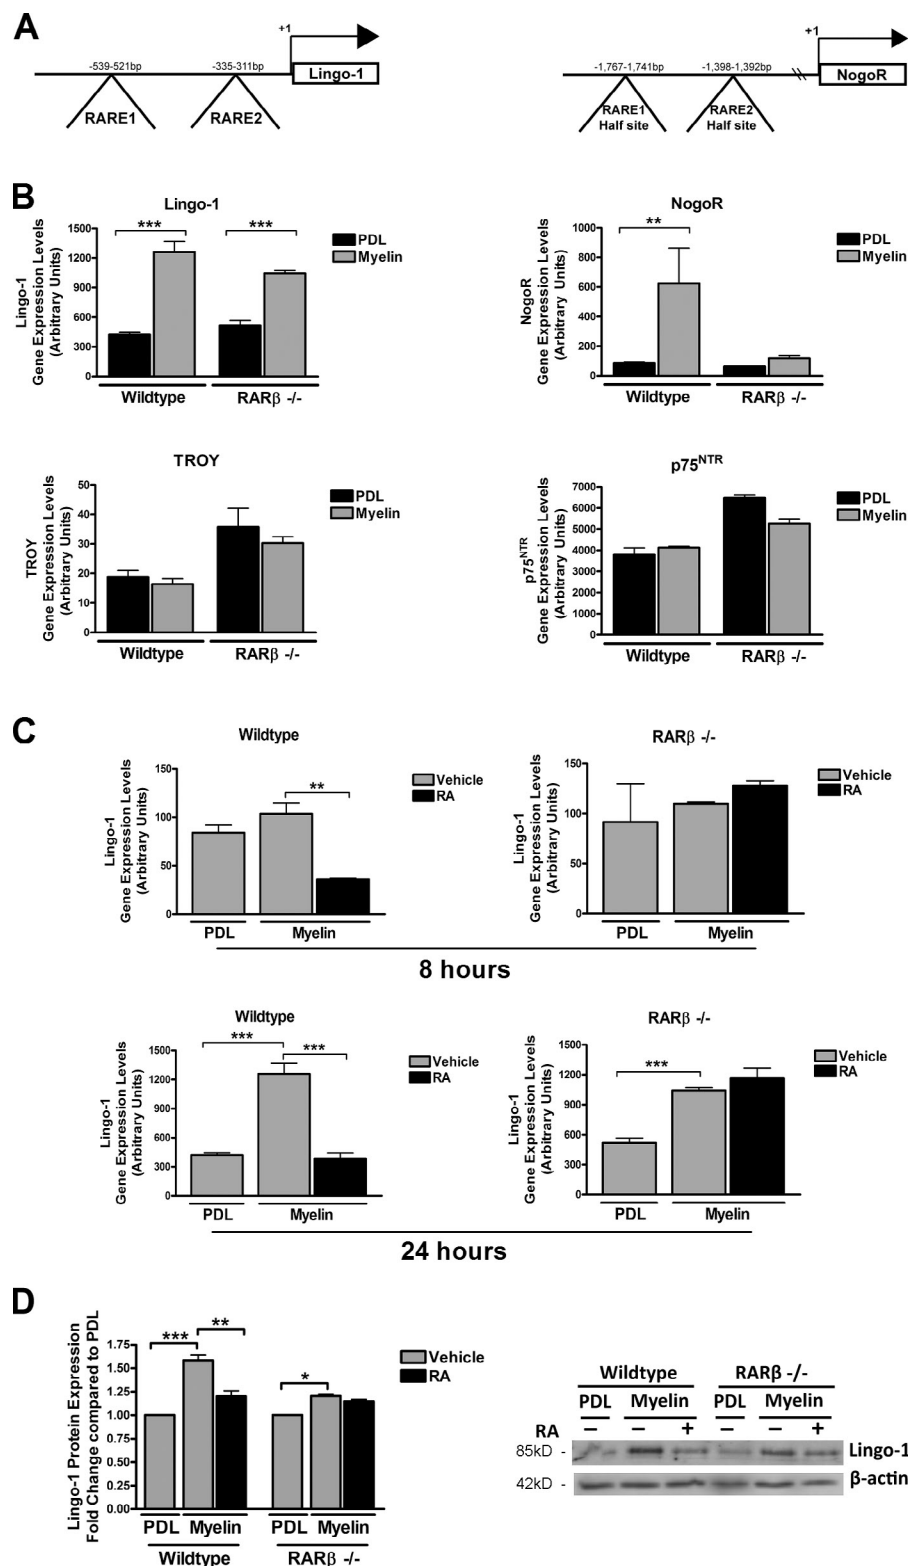 A
+1
+1
-539-521bp
-335-311bp
Lingo-1
-1,767-1,741bp
-1,398-1,392bp
NogoR
RARE1
RARE2
RARE1
Half site
RARE2
Half site
B
Lingo-1
Lingo-1
Gene Expression Levels
(Arbitrary Units)
1500
1200
900
600
300
0
***
***
PDL
Myelin
Wildtype
RARβ -/-
NogoR
NogoR
Gene Expression Levels
(Arbitrary Units)
1000
800
600
400
200
0
**
PDL
Myelin
Wildtype
RARβ -/-
TROY
TROY
Gene Expression Levels
(Arbitrary Units)
50
40
30
20
10
0
PDL
Myelin
Wildtype
RARβ -/-
p75NTR
p75NTR
Gene Expression Levels
(Arbitrary Units)
7000
6000
5000
4000
3000
2000
1000
0
PDL
Myelin
Wildtype
RARβ -/-
C
Wildtype
Lingo-1
Gene Expression Levels
(Arbitrary Units)
150
100
50
0
**
Vehicle
RA
PDL
Myelin
RARβ -/-
Lingo-1
Gene Expression Levels
(Arbitrary Units)
150
100
50
0
Vehicle
RA
PDL
Myelin
8 hours
Wildtype
Lingo-1
Gene Expression Levels
(Arbitrary Units)
1500
1200
900
600
300
0
***
***
Vehicle
RA
PDL
Myelin
RARβ -/-
Lingo-1
Gene Expression Levels
(Arbitrary Units)
1500
1200
900
600
300
0
***
Vehicle
RA
PDL
Myelin
24 hours
D
Lingo-1 Protein Expression
Fold Change compared to PDL
1.75
1.50
1.25
1.00
0.75
0.50
0.25
0.00
***
**
*
Vehicle
RA
PDL
Myelin
PDL
Myelin
Wildtype
RARβ -/-
Wildtype
RARβ -/-
PDL
Myelin
PDL
Myelin
RA
–
–
+
–
–
+
85kD -
Lingo-1
42kD -
β-actin